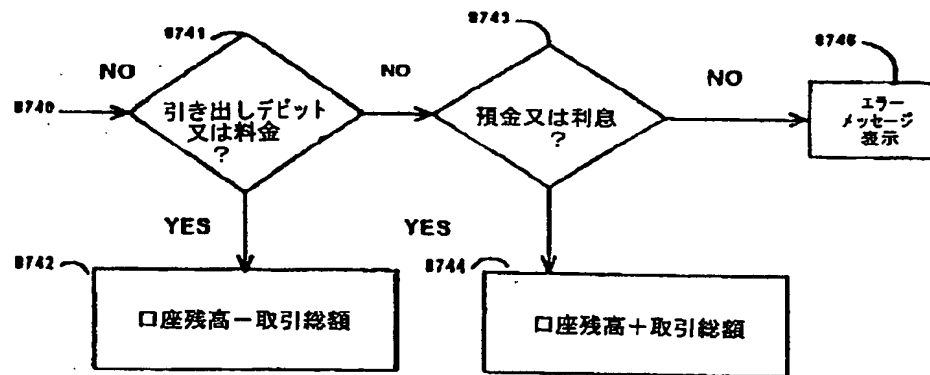 8741
8743
8746
NO
NO
NO
8740
引き出しデビット
又は料金
?
預金又は利息
?
エラー
メッセージ
表示
YES
YES
8742
8744
口座残高－取引総額
口座残高＋取引総額